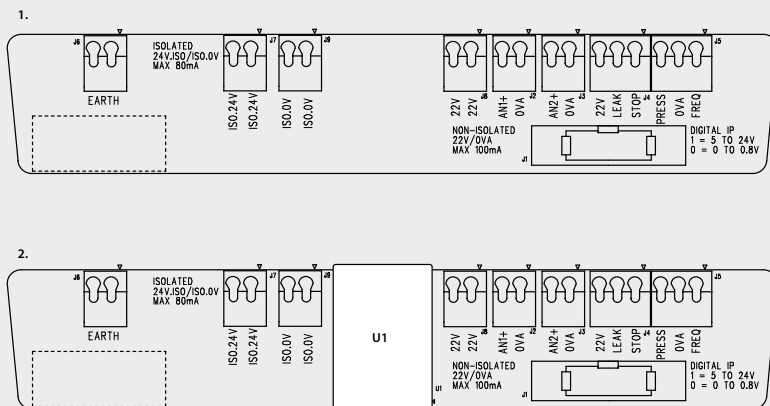 1.
J6
EARTH
ISOLATED
24V.ISO/ISO.0V
MAX 80mA
J7
ISO.24V
ISO.24V
J9
ISO.0V
ISO.0V
J8
22V
22V
J2
AN1+
0VA
J3
AN2+
0VA
J4
22V
LEAK
STOP
J5
PRESS
0VA
FREQ
NON-ISOLATED
22V/0VA
MAX 100mA
J1
DIGITAL IP
1 = 5 TO 24V
0 = 0 TO 0.8V
2.
J6
EARTH
ISOLATED
24V.ISO/ISO.0V
MAX 80mA
J7
ISO.24V
ISO.24V
J9
ISO.0V
ISO.0V
U1
U1
J8
22V
22V
J2
AN1+
0VA
J3
AN2+
0VA
J4
22V
LEAK
STOP
J5
PRESS
0VA
FREQ
NON-ISOLATED
22V/0VA
MAX 100mA
J1
DIGITAL IP
1 = 5 TO 24V
0 = 0 TO 0.8V